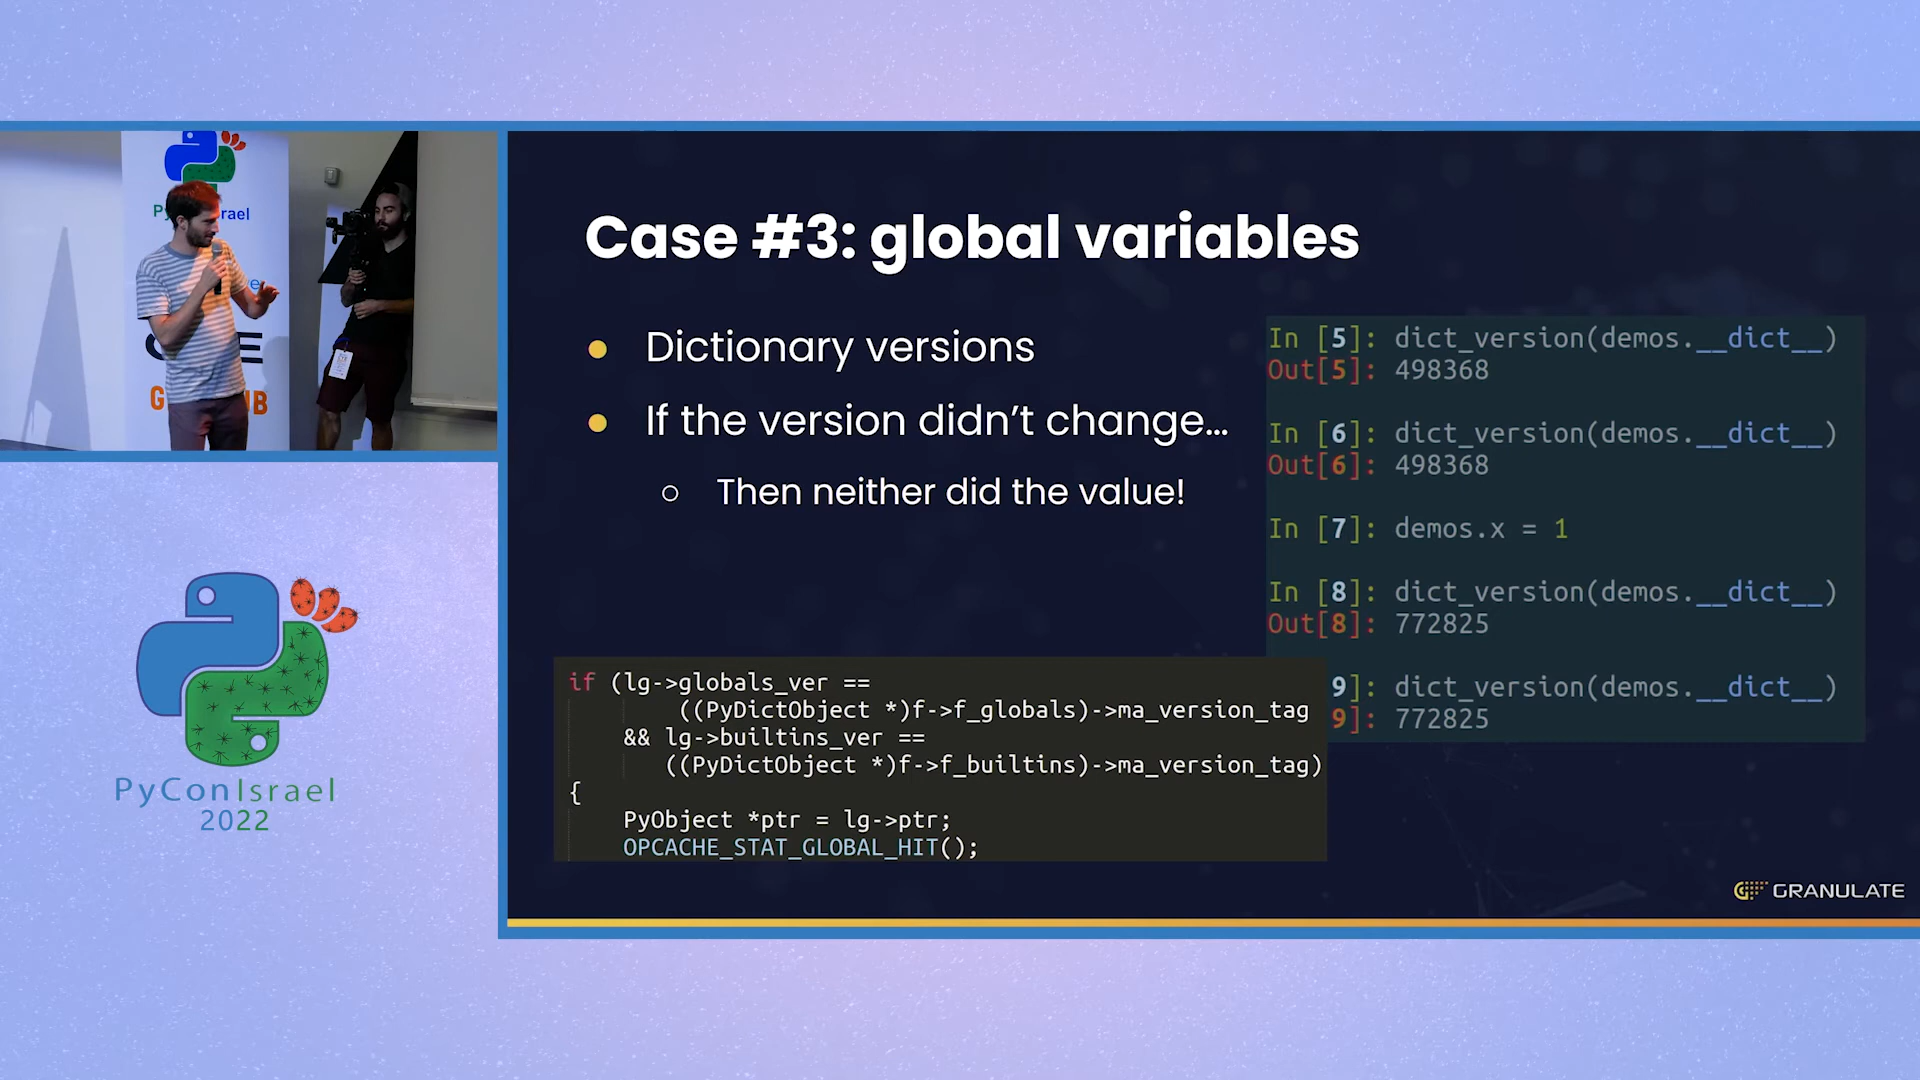 Case #3: global variables
Dictionary versions
If the version didn't change...
Then neither did the value!
In [5]: dict_version(demos.__dict__)
Out[5]: 498368
In [6]: dict_version(demos.__dict__)
Out[6]: 498368
In [7]: demos.x = 1
In [8]: dict_version(demos.__dict__)
Out[8]: 772825
9]: dict_version(demos.__dict__)
9]: 772825
if (lg->globals_ver ==
((PyDictObject *)f->f_globals)->ma_version_tag
&& lg->builtins_ver ==
((PyDictObject *)f->f_builtins)->ma_version_tag)
{
PyObject *ptr = lg->ptr;
OPCACHE_STAT_GLOBAL_HIT();
GRANULATE
PyConIsrael
2022